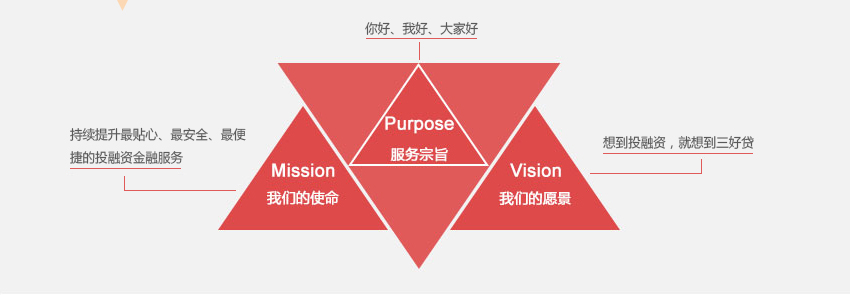 你好、我好、大家好
持续提升最贴心、最安全、最便
捷的投融资金融服务
Purpose
服务宗旨
想到投融资，就想到三好贷
Mission
我们的使命
Vision
我们的愿景